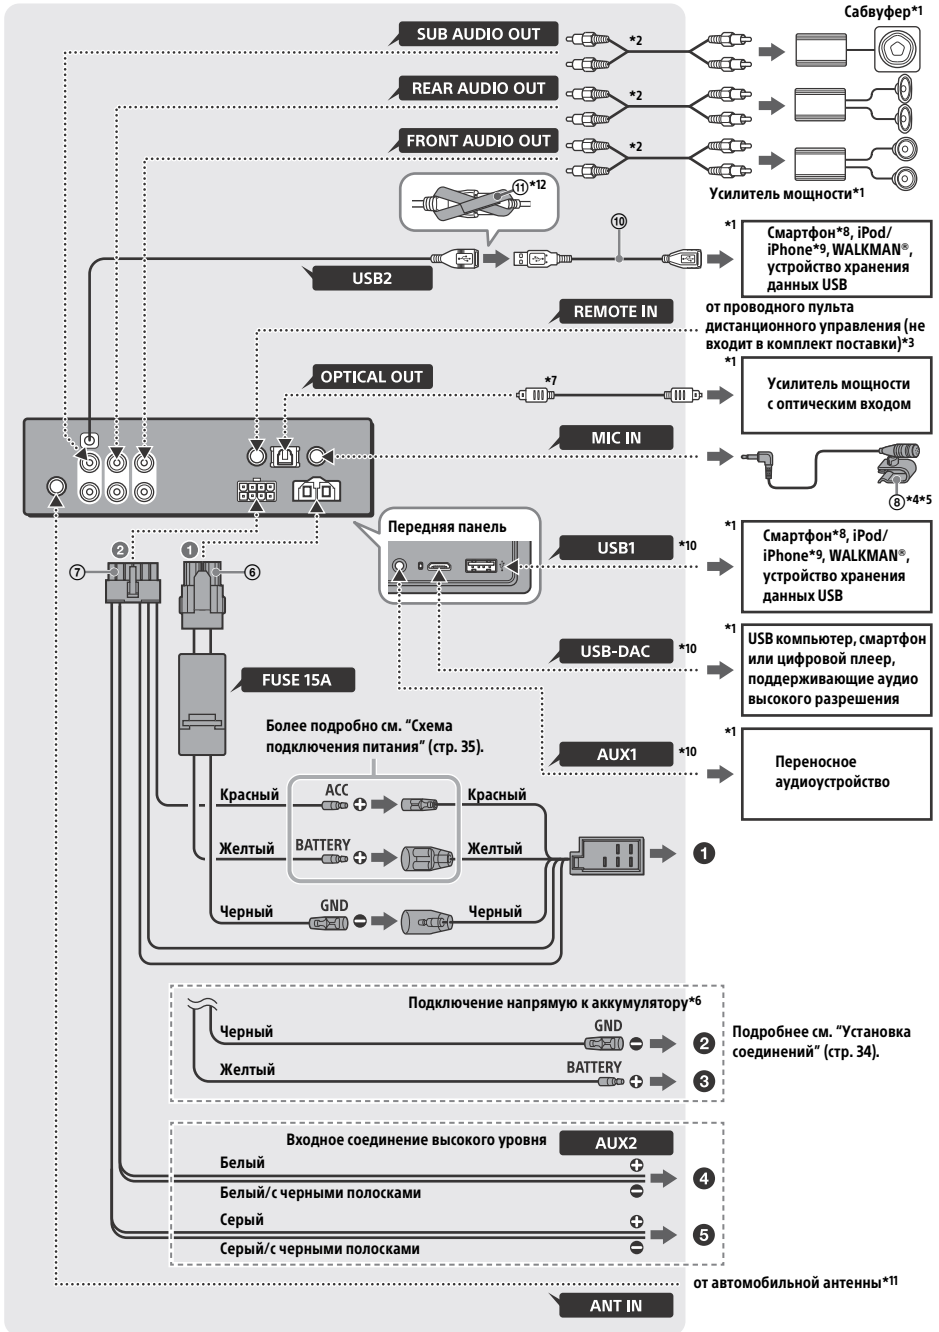 Сабвуфер*1
SUB AUDIO OUT
*2
REAR AUDIO OUT
*2
FRONT AUDIO OUT
*2
Усилитель мощности*1
⑪*12
⑩
USB2
*1
Смартфон*8, iPod/
iPhone*9, WALKMAN®,
устройство хранения
данных USB
REMOTE IN
от проводного пульта
дистанционного управления (не
входит в комплект поставки)*3
OPTICAL OUT
*7
*1
Усилитель мощности
с оптическим входом
MIC IN
⑧*4*5
Передняя панель
USB1
*10
*1
Смартфон*8, iPod/
iPhone*9, WALKMAN®,
устройство хранения
данных USB
❷
❶
⑦
⑥
USB-DAC
*10
*1
USB компьютер, смартфон
или цифровой плеер,
поддерживающие аудио
высокого разрешения
FUSE 15A
Более подробно см. “Схема
подключения питания” (стр. 35).
AUX1
*10
*1
Переносное
аудиоустройство
Красный
ACC
Красный
Желтый
BATTERY
Желтый
❶
Черный
GND
Черный
Подключение напрямую к аккумулятору*6
Черный
GND
❷
Желтый
BATTERY
❸
Подробнее см. “Установка
соединений” (стр. 34).
Входное соединение высокого уровня
AUX2
Белый
Белый/с черными полосками
❹
Серый
Серый/с черными полосками
❺
от автомобильной антенны*11
ANT IN